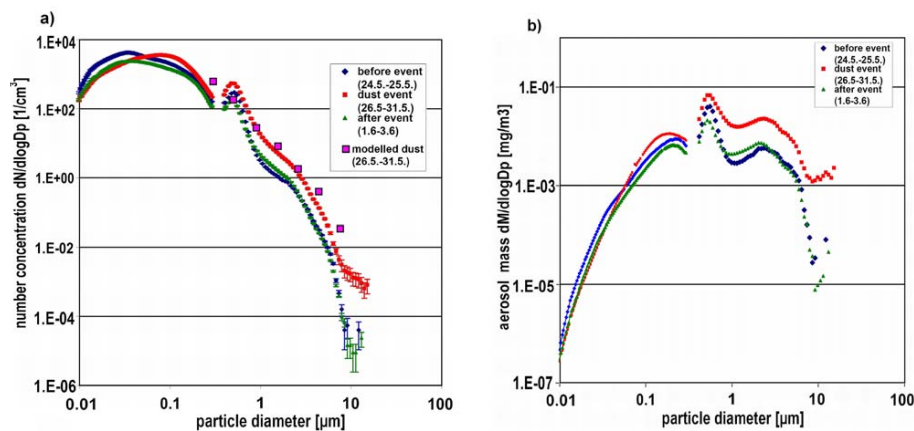 a)
1.E+04
1.E+02
1.E+00
1.E-02
1.E-04
1.E-06
number concentration dN/dlogDp [1/cm³]
before event
(24.5.-25.5.)
dust event
(26.5-31.5.)
after event
(1.6-3.6)
modelled dust
(26.5.-31.5.)
0.01 0.1 1 10 100
particle diameter [µm]
b)
1.E-01
1.E-03
1.E-05
1.E-07
aerosol mass dM/dlogDp [mg/m3]
before event
(24.5.-25.5.)
dust event
(26.5-31.5.)
after event
(1.6-3.6.)
0.01 0.1 1 10 100
particle diameter [µm]